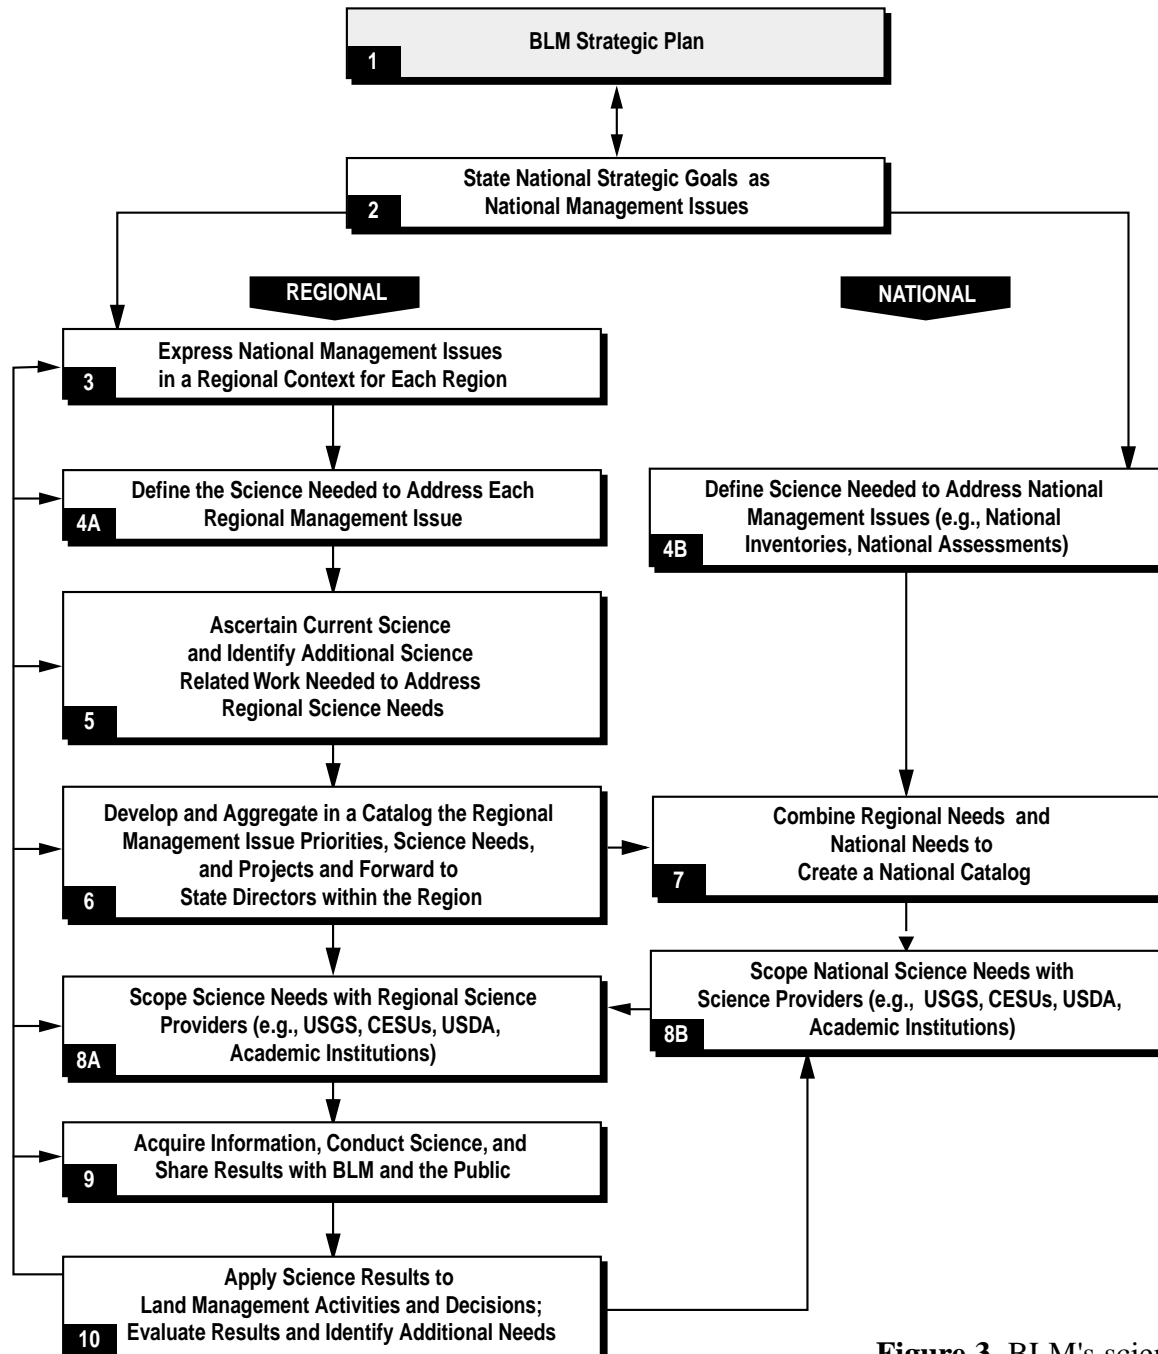 BLM Strategic Plan
1
State National Strategic Goals as
National Management Issues
2
REGIONAL
NATIONAL
Express National Management Issues
in a Regional Context for Each Region
3
Define the Science Needed to Address Each
Regional Management Issue
4A
Define Science Needed to Address National
Management Issues (e.g., National
Inventories, National Assessments)
4B
Ascertain Current Science
and Identify Additional Science
Related Work Needed to Address
Regional Science Needs
5
Develop and Aggregate in a Catalog the Regional
Management Issue Priorities, Science Needs,
and Projects and Forward to
State Directors within the Region
6
Combine Regional Needs and
National Needs to
Create a National Catalog
7
Scope Science Needs with Regional Science
Providers (e.g., USGS, CESUs, USDA,
Academic Institutions)
8A
Scope National Science Needs with
Science Providers (e.g., USGS, CESUs, USDA,
Academic Institutions)
8B
Acquire Information, Conduct Science, and
Share Results with BLM and the Public
9
Apply Science Results to
Land Management Activities and Decisions;
Evaluate Results and Identify Additional Needs
10
Figure 3. BLM's scien